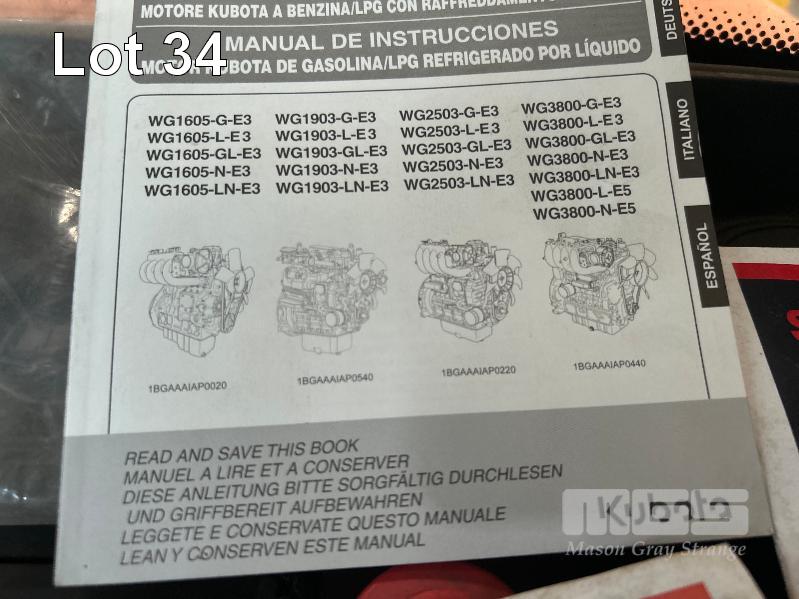 MOTORE KUBOTA A BENZINA/LPG CON RAFFREDDAMENTO
Lot 34
MANUAL DE INSTRUCCIONES
MOTOR KUBOTA DE GASOLINA/LPG REFRIGERADO POR LÍQUIDO
DEUTS
ITALIANO
ESPAÑOL
WG1605-G-E3 WG1903-G-E3 WG2503-G-E3 WG3800-G-E3
WG1605-L-E3 WG1903-L-E3 WG2503-L-E3 WG3800-L-E3
WG1605-GL-E3 WG1903-GL-E3 WG2503-GL-E3 WG3800-GL-E3
WG1605-N-E3 WG1903-N-E3 WG2503-N-E3 WG3800-N-E3
WG1605-LN-E3 WG1903-LN-E3 WG2503-LN-E3 WG3800-LN-E3
WG3800-L-E5
WG3800-N-E5
1BGAAAIAP0020 1BGAAAIAP0540 1BGAAAIAP0220 1BGAAAIAP0440
READ AND SAVE THIS BOOK
MANUEL A LIRE ET A CONSERVER
DIESE ANLEITUNG BITTE SORGFÄLTIG DURCHLESEN
UND GRIFFBEREIT AUFBEWAHREN
LEGGETE E CONSERVATE QUESTO MANUALE
LEAN Y CONSERVEN ESTE MANUAL
Kubota
Mason Gray Strange